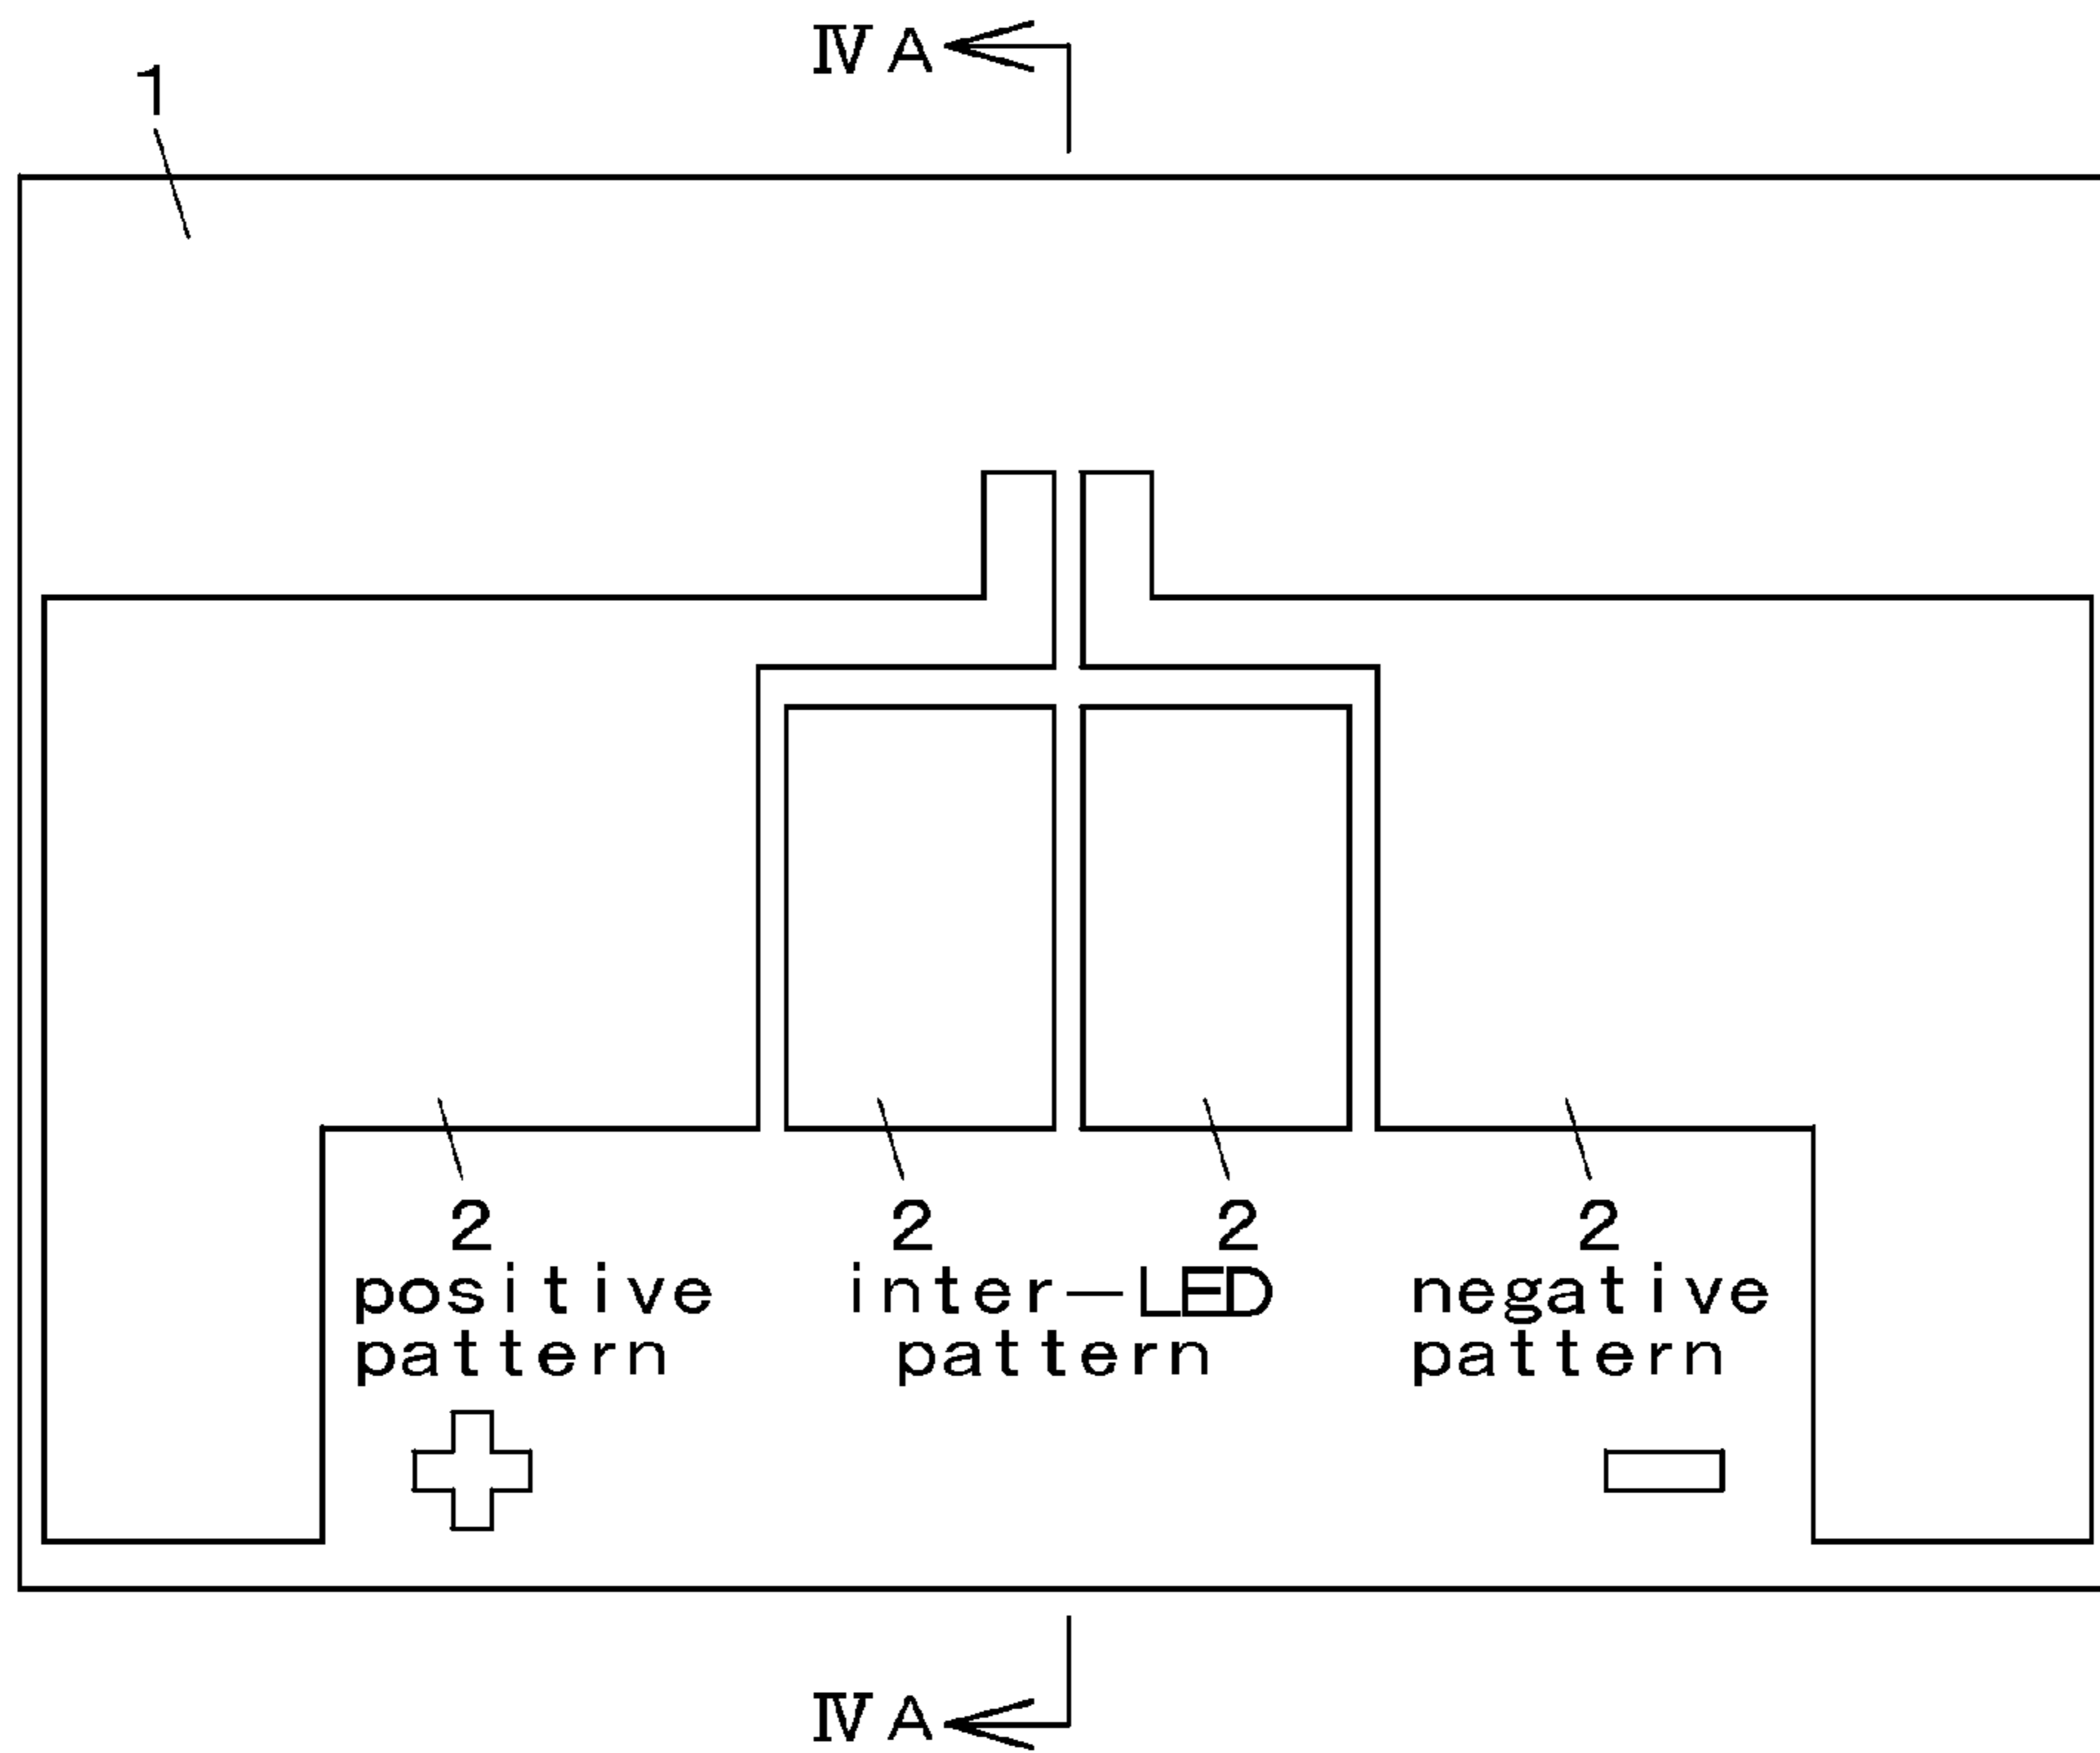 ⅣA
1
2 2 2 2
positive inter—LED negative
pattern pattern pattern
ⅣA